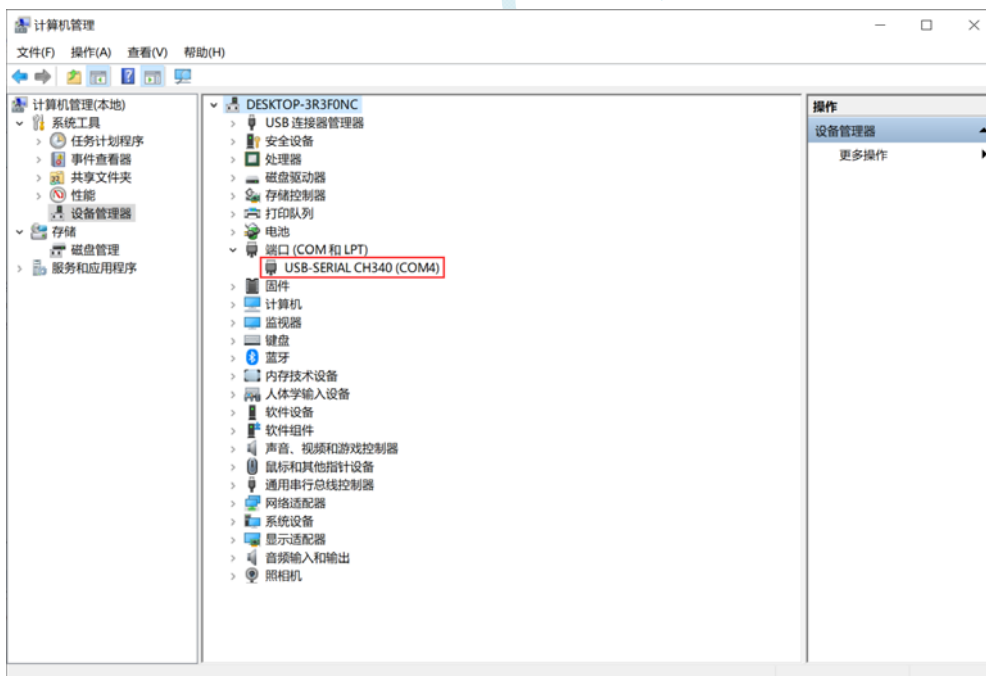 计算机管理
文件(F) 操作(A) 查看(V) 帮助(H)
计算机管理(本地)
系统工具
任务计划程序
事件查看器
共享文件夹
性能
设备管理器
存储
磁盘管理
服务和应用程序
DESKTOP-3R3F0NC
USB 连接器管理器
安全设备
处理器
磁盘驱动器
存储控制器
打印队列
电池
端口 (COM 和 LPT)
USB-SERIAL CH340 (COM4)
固件
计算机
监视器
键盘
蓝牙
内存技术设备
人体学输入设备
软件设备
软件组件
声音、视频和游戏控制器
鼠标和其他指针设备
通用串行总线控制器
网络适配器
系统设备
显示适配器
音频输入和输出
照相机
操作
设备管理器
更多操作